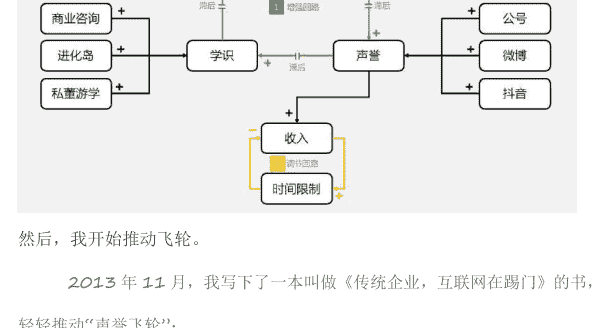 滞后 1 增强回路 滞后
商业咨询 + + 公号
进化岛 + 学识 + 滞后 声誉 + + 微博
私董游学 + + 抖音
+ 收入
−
调节回路
时间限制
+
然后，我开始推动飞轮。
2013 年 11 月，我写下了一本叫做《传统企业，互联网在踢门》的书，
轻轻推动“声誉飞轮”：